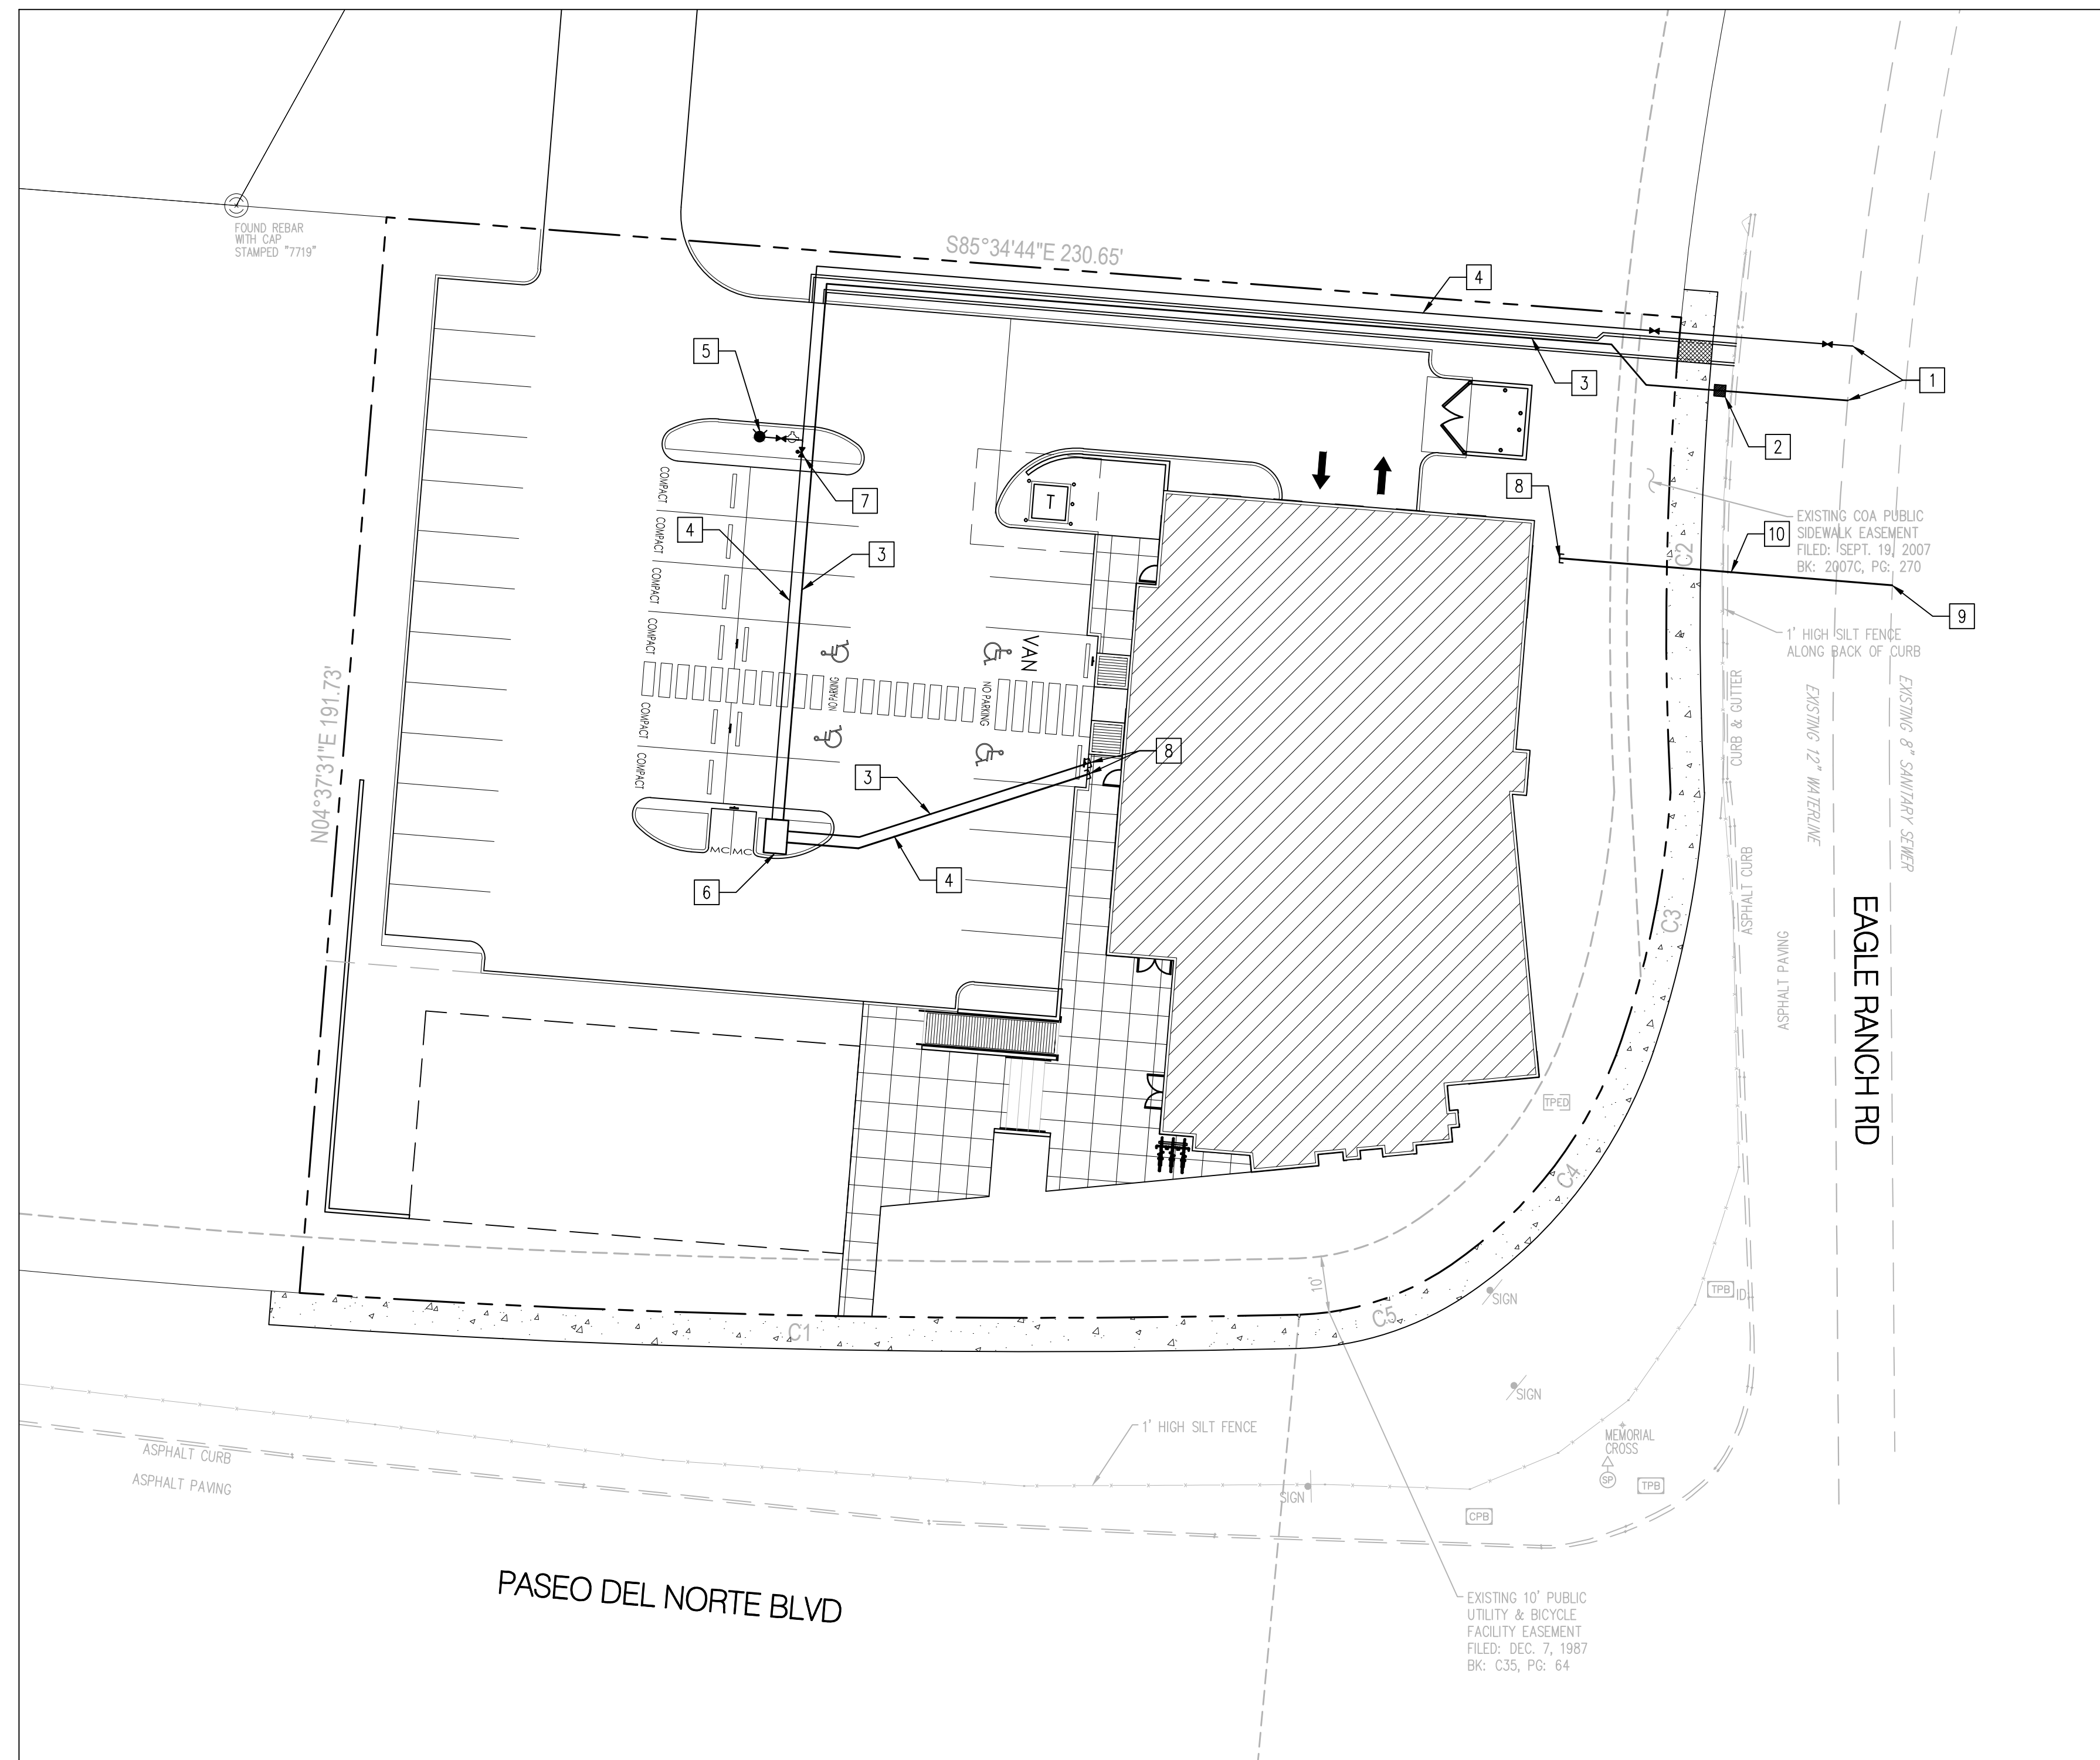 S85°34'44"E 230.65'
FOUND REBAR
WITH CAP
STAMPED "7719"
4
5
3
1
2
7
8
T
COMPACT
COMPACT
COMPACT
COMPACT
4
3
EXISTING COA PUBLIC
SIDEWALK EASEMENT
FILED: SEPT. 19, 2007
BK: 2007C, PG: 270
10
C2
9
1' HIGH SILT FENCE
ALONG BACK OF CURB
VAN
NO PARKING
NO PARKING
COMPACT
COMPACT
N04°37'31"E 191.73'
CURB & GUTTER
EXISTING 12" WATERLINE
EXISTING 8" SANITARY SEWER
8
3
MC
MC
4
6
C3
ASPHALT CURB
ASPHALT PAVING
EAGLE RANCH RD
TPED
C4
10'
SIGN
TPB
ID
C1
C5
SIGN
1' HIGH SILT FENCE
MEMORIAL
CROSS
SP
TPB
SIGN
CPB
ASPHALT CURB
ASPHALT PAVING
PASEO DEL NORTE BLVD
EXISTING 10' PUBLIC
UTILITY & BICYCLE
FACILITY EASEMENT
FILED: DEC. 7, 1987
BK: C35, PG: 64